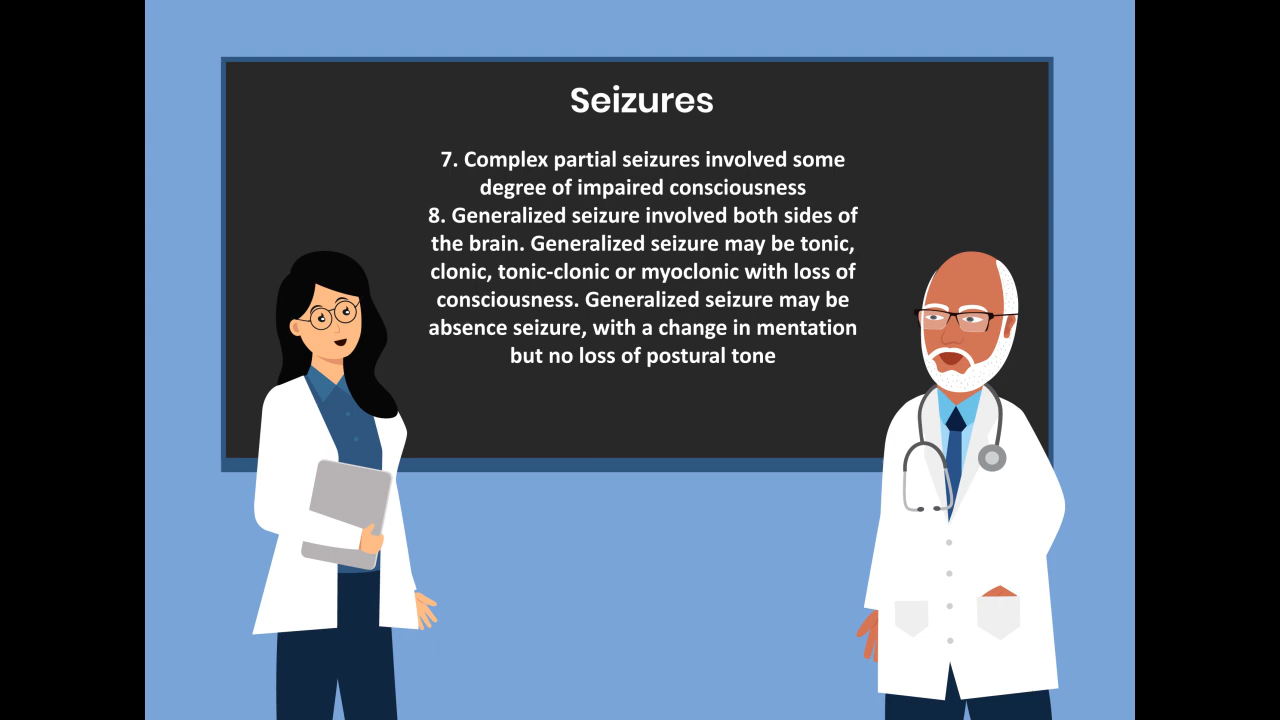 Seizures
7. Complex partial seizures involved some
degree of impaired consciousness
8. Generalized seizure involved both sides of
the brain. Generalized seizure may be tonic,
clonic, tonic-clonic or myoclonic with loss of
consciousness. Generalized seizure may be
absence seizure, with a change in mentation
but no loss of postural tone